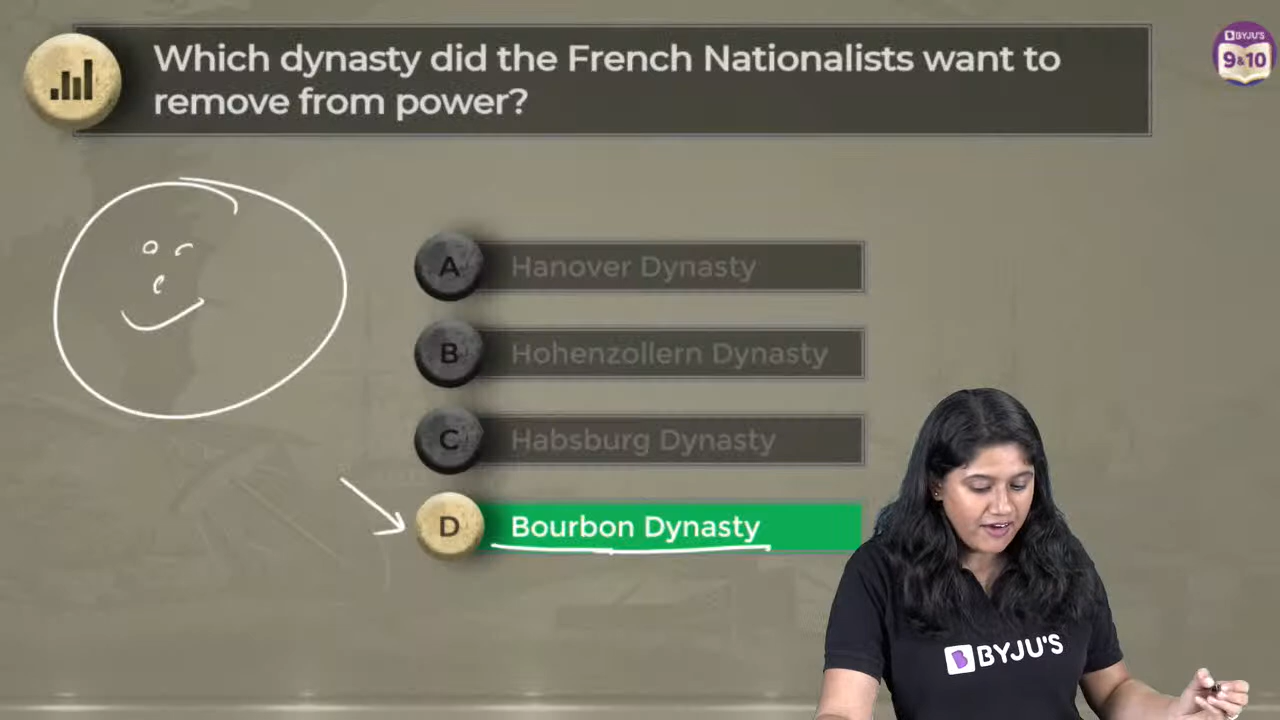 Which dynasty did the French Nationalists want to
remove from power?
BYJU'S
9&10
A
Hanover Dynasty
B
Hohenzollern Dynasty
C
Habsburg Dynasty
D
Bourbon Dynasty
BYJU'S